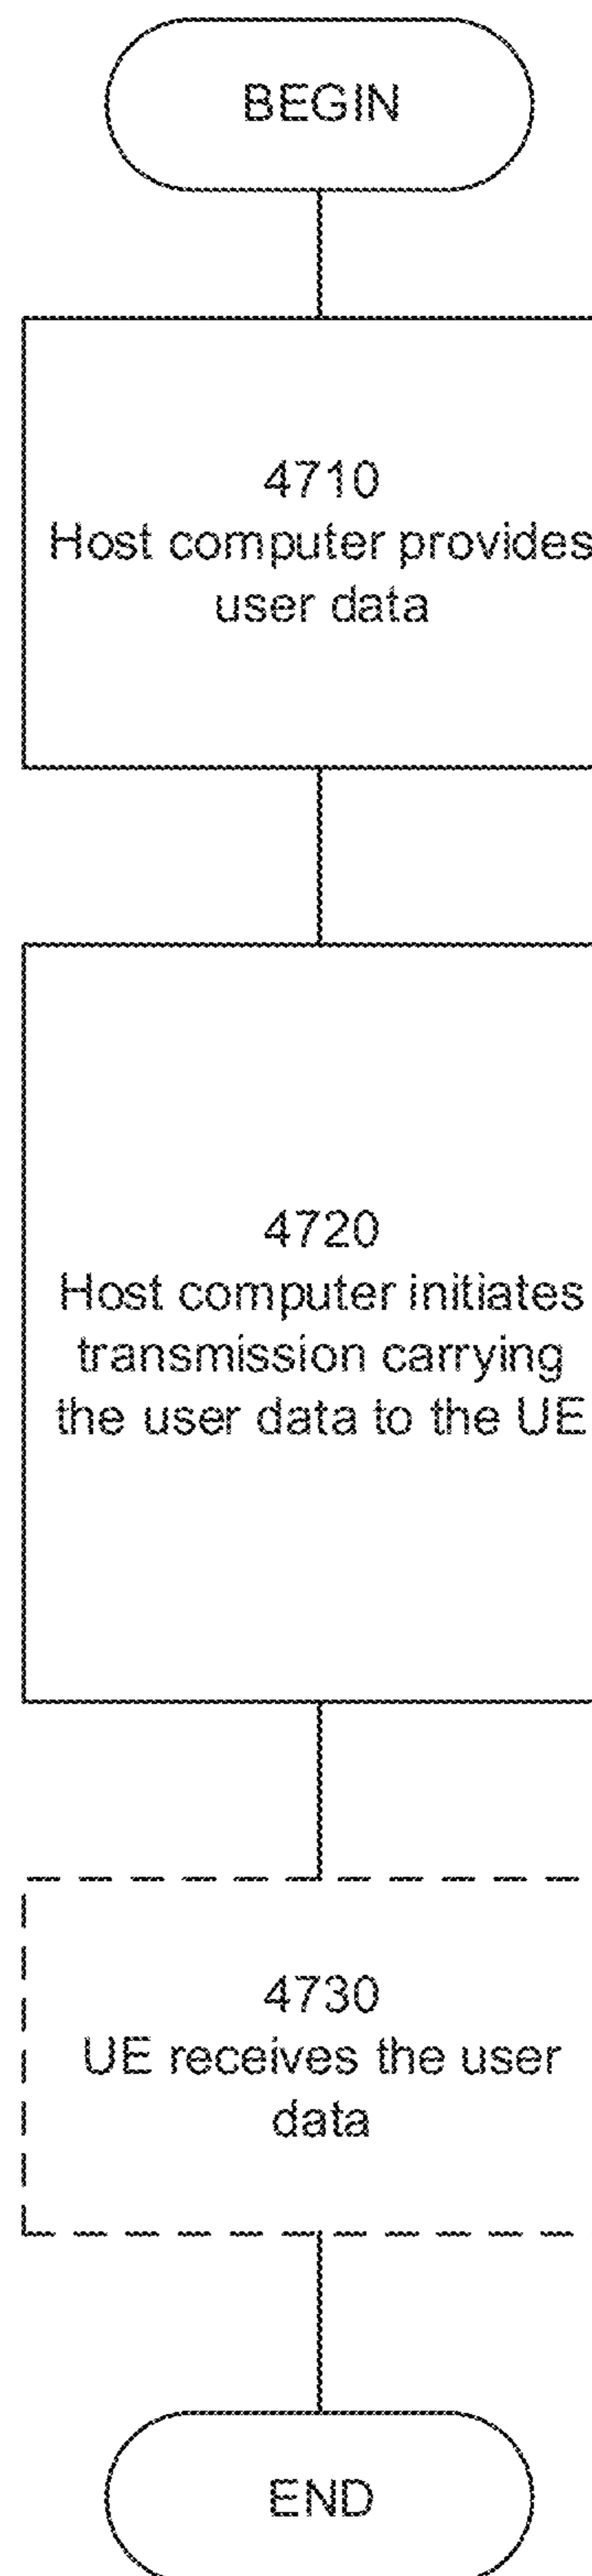 BEGIN
4710
Host computer provides
user data
4720
Host computer initiates
transmission carrying
the user data to the UE
4730
UE receives the user
data
END